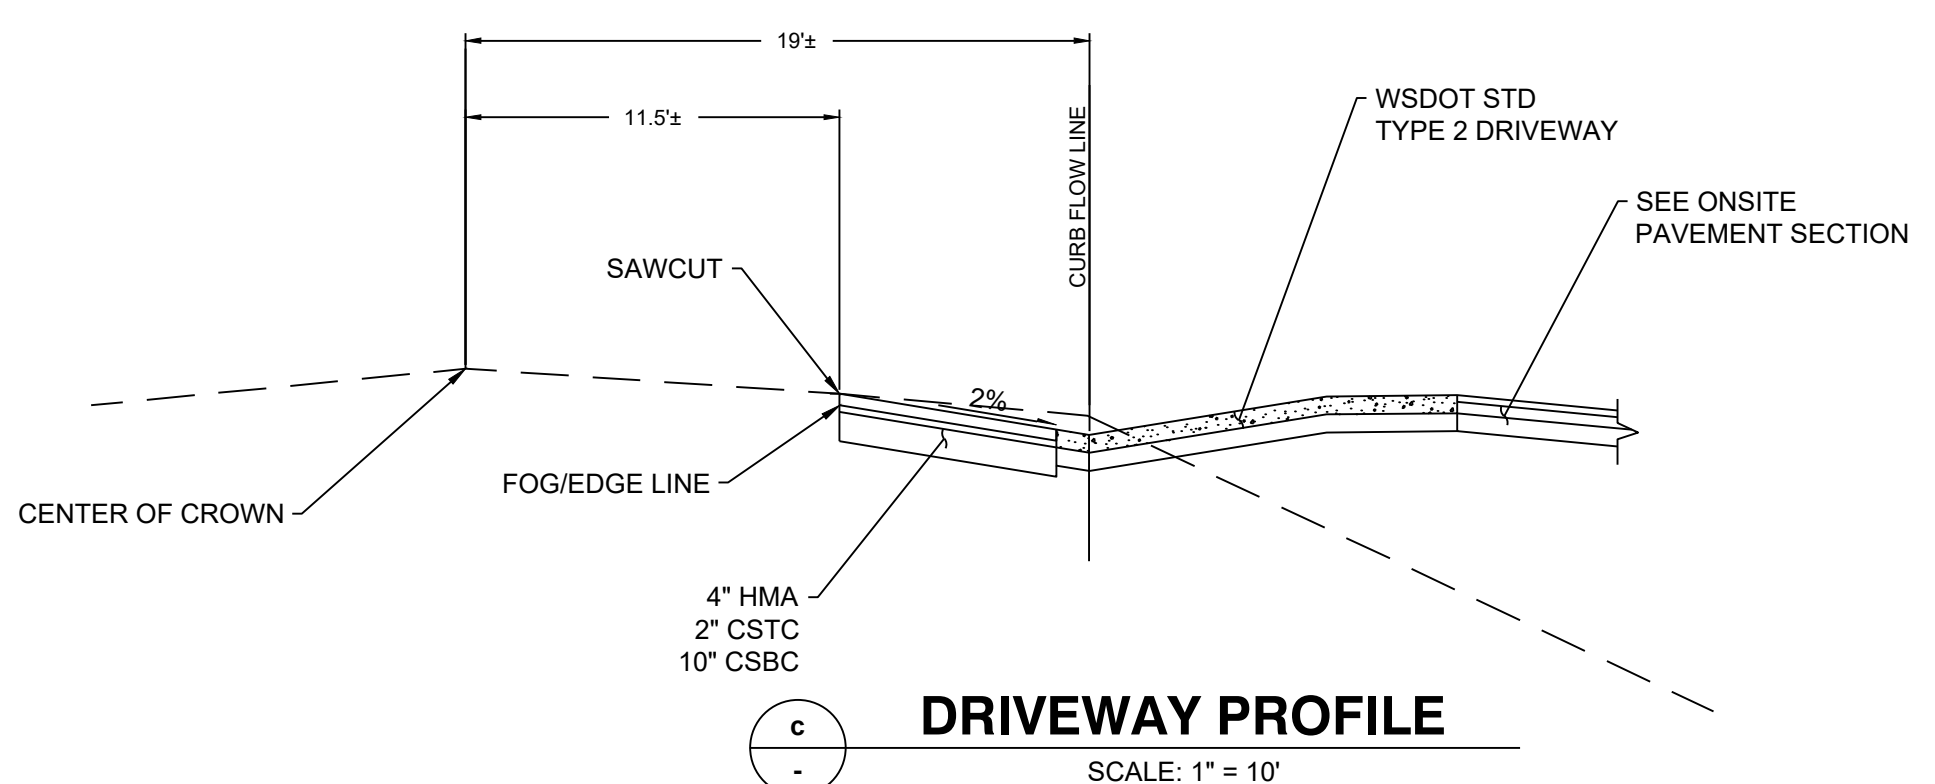 19'±
11.5'±
CURB FLOW LINE
WSDOT STD
TYPE 2 DRIVEWAY
SEE ONSITE
PAVEMENT SECTION
SAWCUT
2%
FOG/EDGE LINE
CENTER OF CROWN
4" HMA
2" CSTC
10" CSBC
c
-
DRIVEWAY PROFILE
SCALE: 1" = 10'